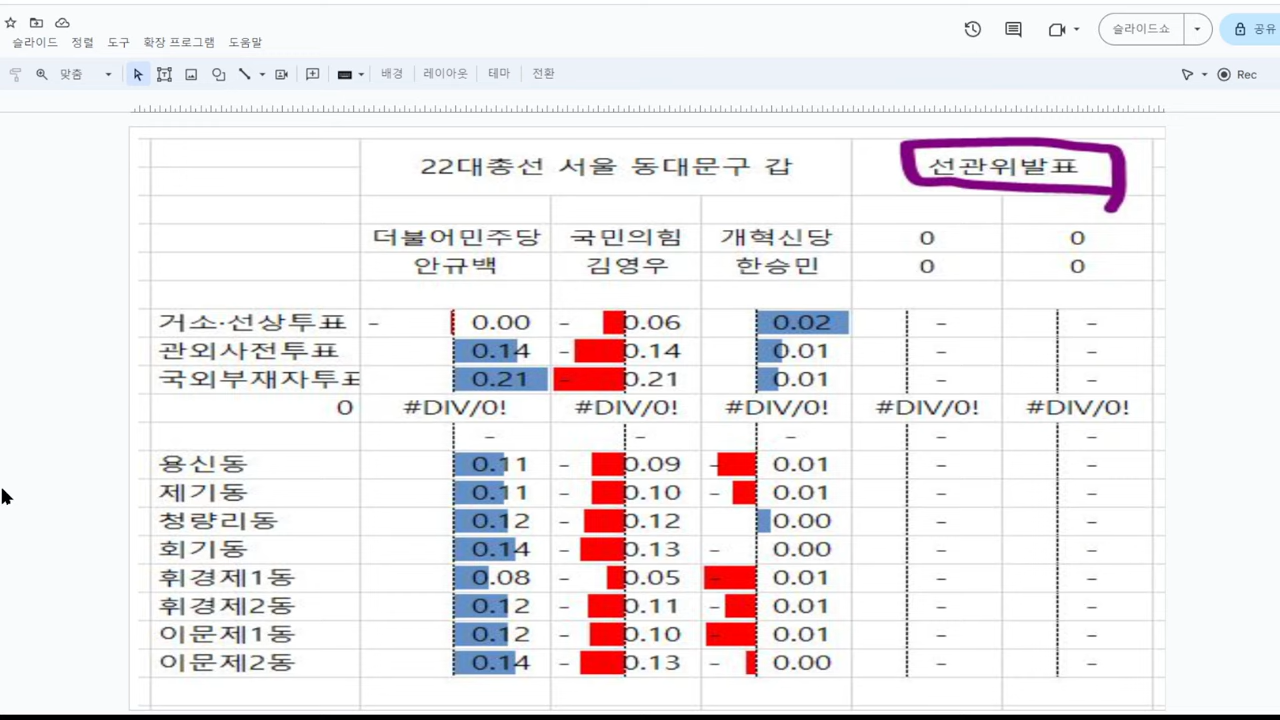 슬라이드 정렬 도구 확장 프로그램 도움말
슬라이드쇼 공유
맞춤 배경 레이아웃 테마 전환 Rec
22대총선 서울 동대문구 갑 선관위발표
더불어민주당 국민의힘 개혁신당 0 0
안규백 김영우 한승민 0 0
거소·선상투표 - 0.00 - 0.06 0.02 - -
관외사전투표 0.14 - 0.14 0.01 - -
국외부재자투표 0.21 - 0.21 0.01 - -
0 #DIV/0! #DIV/0! #DIV/0! #DIV/0! #DIV/0!
- - - - -
용신동 0.11 - 0.09 - 0.01 - -
제기동 0.11 - 0.10 - 0.01 - -
청량리동 0.12 - 0.12 0.00 - -
회기동 0.14 - 0.13 - 0.00 - -
휘경제1동 0.08 - 0.05 - 0.01 - -
휘경제2동 0.12 - 0.11 - 0.01 - -
이문제1동 0.12 - 0.10 - 0.01 - -
이문제2동 0.14 - 0.13 - 0.00 - -